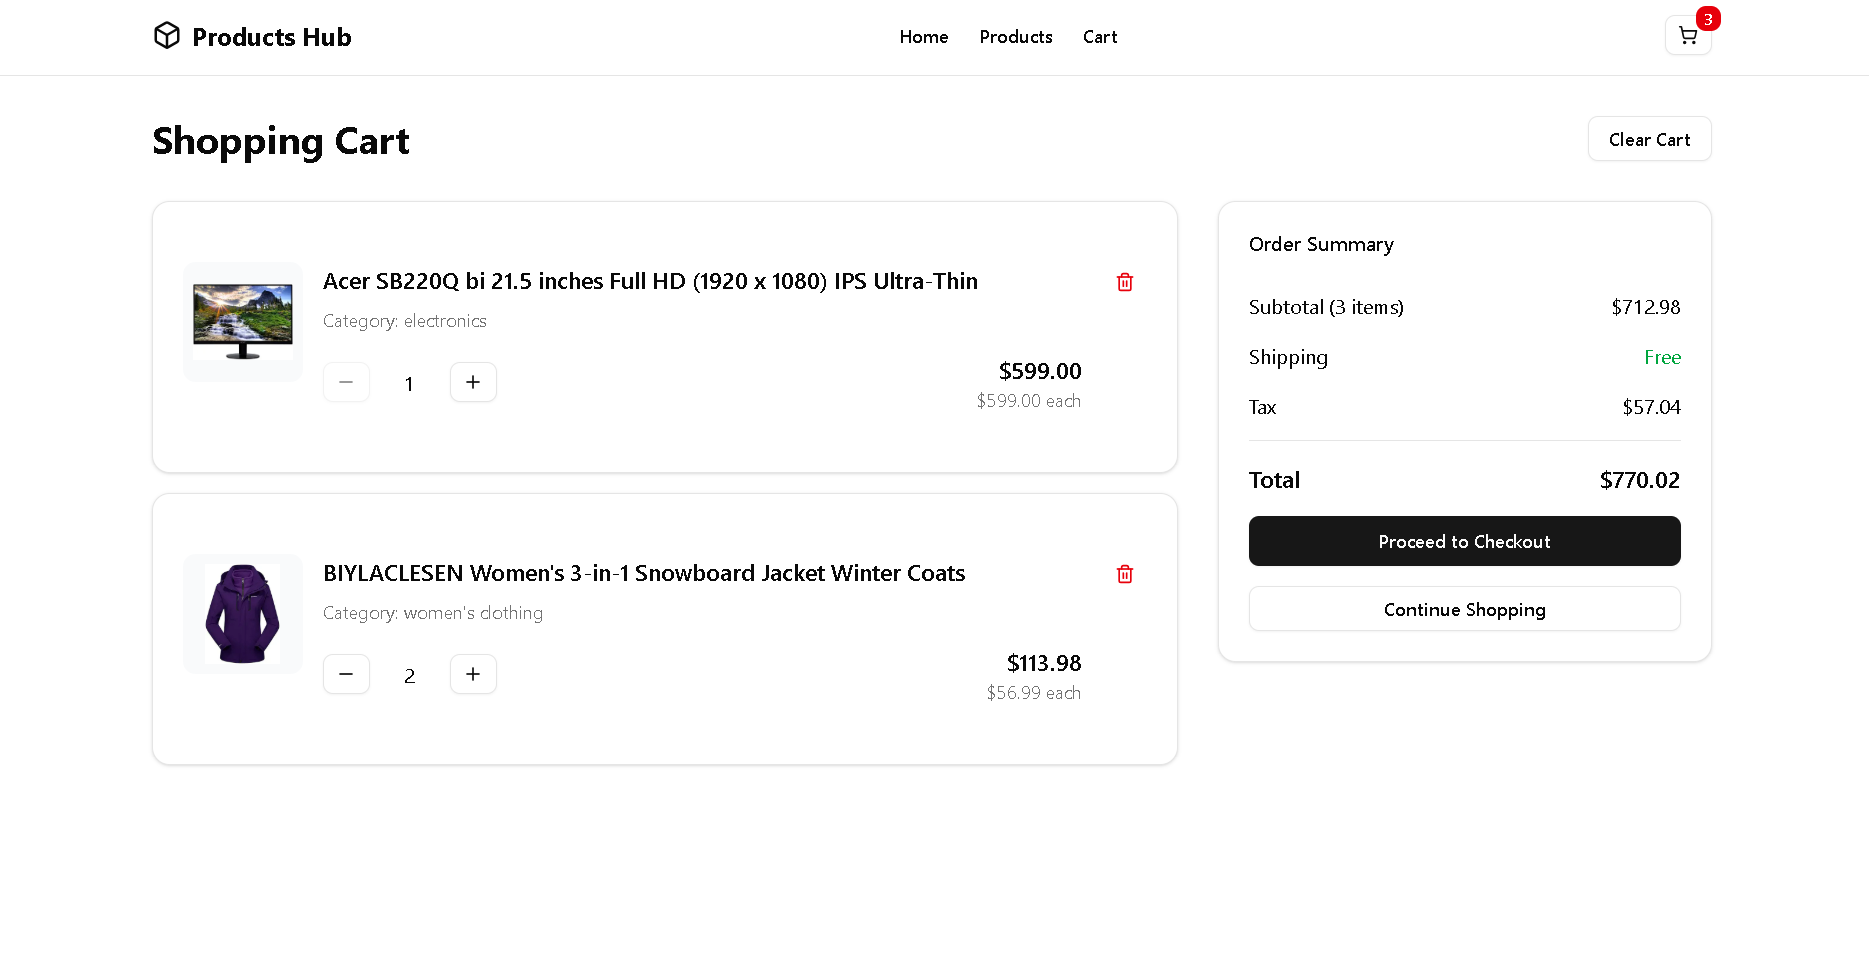 Products Hub
Home Products Cart
3
Shopping Cart
Clear Cart
Acer SB220Q bi 21.5 inches Full HD (1920 x 1080) IPS Ultra-Thin
Category: electronics
1
$599.00
$599.00 each
BIYLACLESEN Women's 3-in-1 Snowboard Jacket Winter Coats
Category: women's clothing
2
$113.98
$56.99 each
Order Summary
Subtotal (3 items) $712.98
Shipping Free
Tax $57.04
Total $770.02
Proceed to Checkout
Continue Shopping